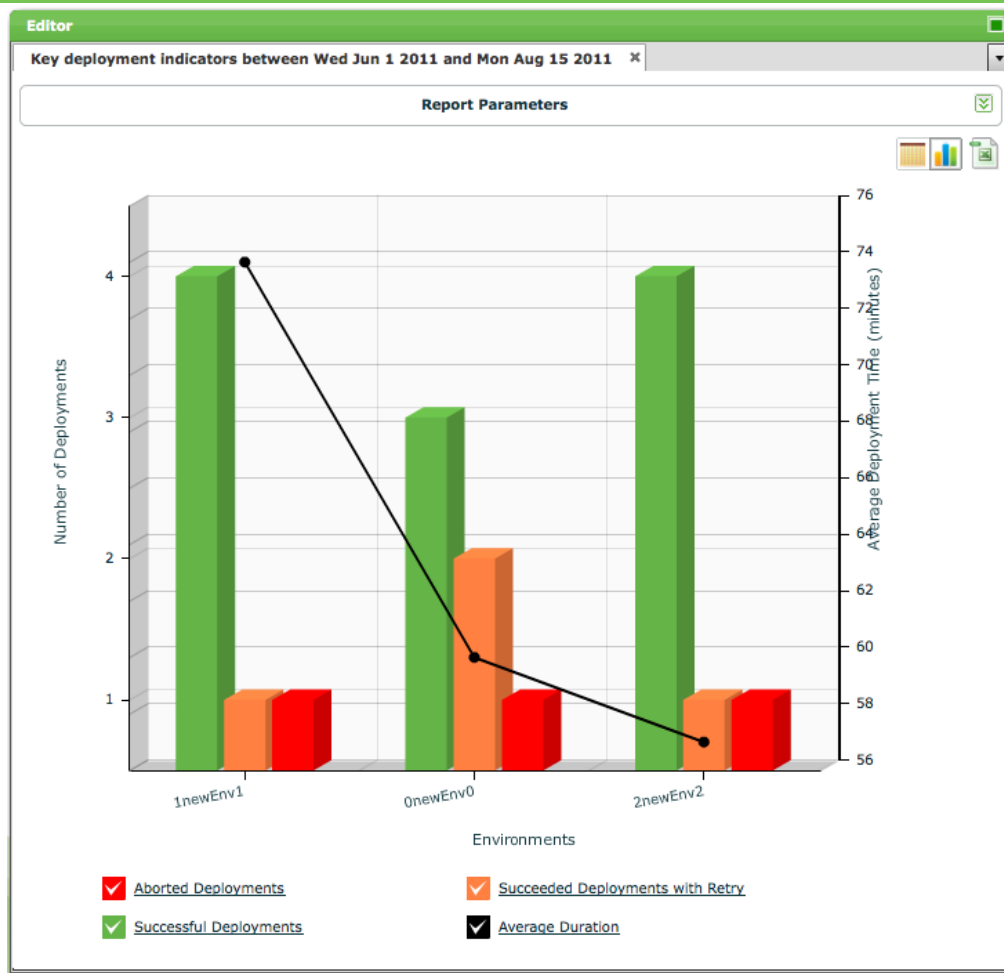 Editor
Key deployment indicators between Wed Jun 1 2011 and Mon Aug 15 2011
Report Parameters
76
74
72
70
68
66
64
62
60
58
56
4
3
2
1
Number of Deployments
Average Deployment Time (minutes)
1newEnv1
0newEnv0
2newEnv2
Environments
Aborted Deployments
Succeeded Deployments with Retry
Successful Deployments
Average Duration